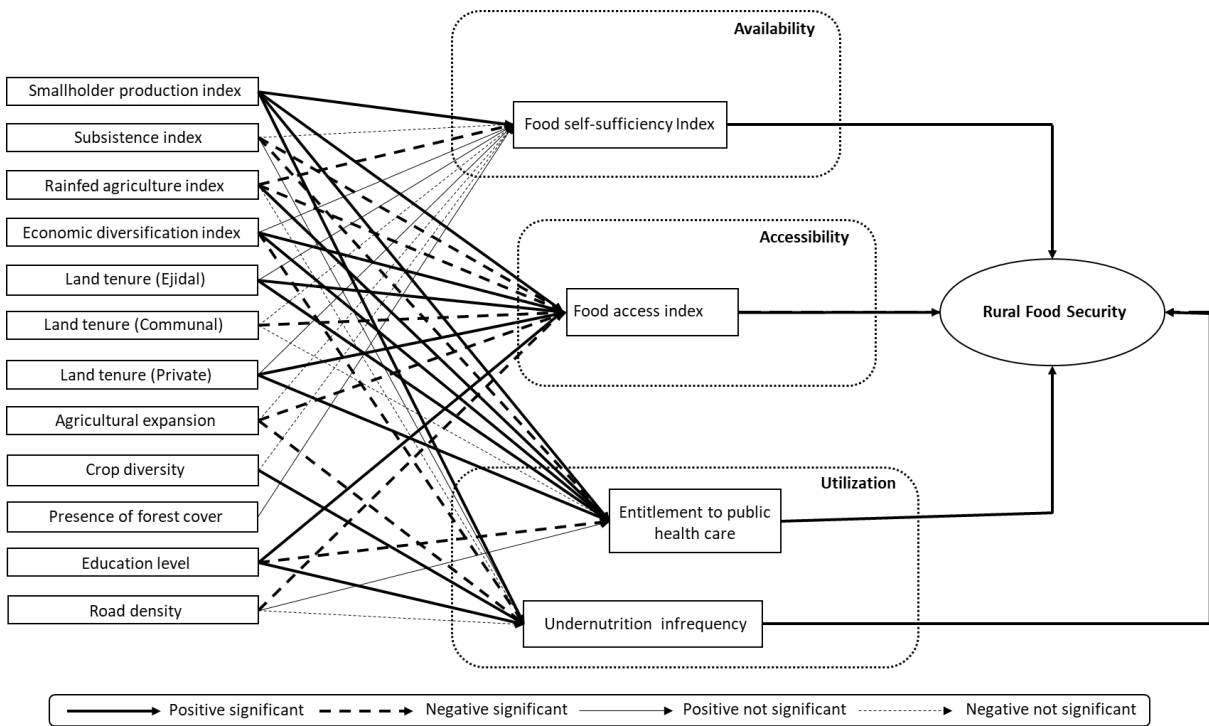 Availability
Smallholder production index
Food self-sufficiency Index
Subsistence index
Rainfed agriculture index
Economic diversification index
Accessibility
Land tenure (Ejidal)
Food access index
Rural Food Security
Land tenure (Communal)
Land tenure (Private)
Agricultural expansion
Crop diversity
Utilization
Entitlement to public
health care
Presence of forest cover
Education level
Road density
Undernutrition infrequency
Positive significant
Negative significant
Positive not significant
Negative not significant